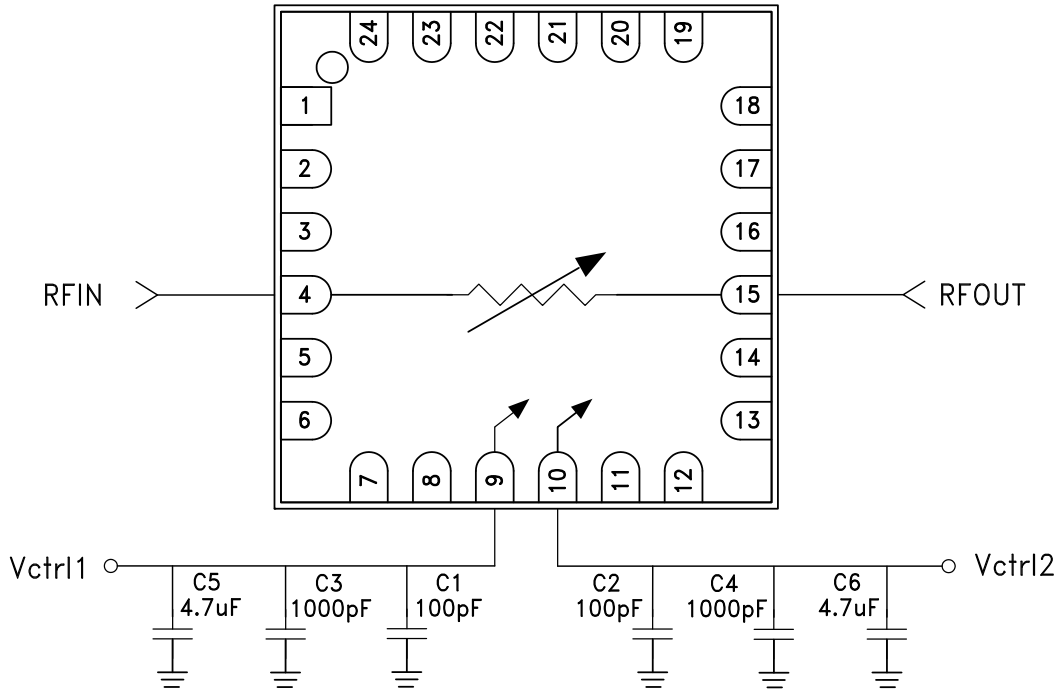 24 23 22 21 20 19
1 18
2 17
3 16
RFIN 4 15 RFOUT
5 14
6 13
7 8 9 10 11 12
Vctrl1 Vctrl2
C5 C3 C1 C2 C4 C6
4.7uF 1000pF 100pF 100pF 1000pF 4.7uF